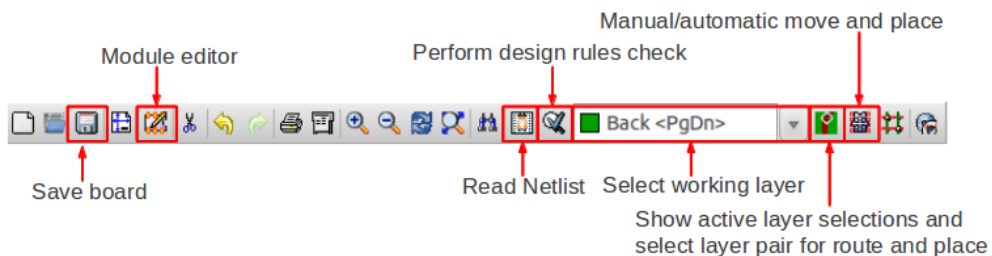 Manual/automatic move and place
Perform design rules check
Module editor
Back <PgDn>
Save board
Read Netlist
Select working layer
Show active layer selections and
select layer pair for route and place